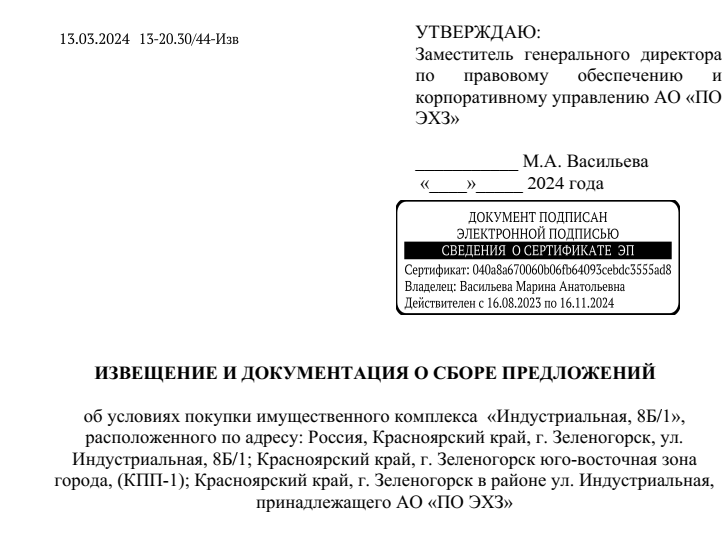 13.03.2024 13-20.30/44-Изв
УТВЕРЖДАЮ:
Заместитель генерального директора
по правовому обеспечению и
корпоративному управлению АО «ПО
ЭХЗ»
___________ М.А. Васильева
«____»_____ 2024 года
ДОКУМЕНТ ПОДПИСАН
ЭЛЕКТРОННОЙ ПОДПИСЬЮ
СВЕДЕНИЯ О СЕРТИФИКАТЕ ЭП
Сертификат: 040a8a670060b06fb64093cebdc3555ad8
Владелец: Васильева Марина Анатольевна
Действителен с 16.08.2023 по 16.11.2024
ИЗВЕЩЕНИЕ И ДОКУМЕНТАЦИЯ О СБОРЕ ПРЕДЛОЖЕНИЙ
об условиях покупки имущественного комплекса «Индустриальная, 8Б/1»,
расположенного по адресу: Россия, Красноярский край, г. Зеленогорск, ул.
Индустриальная, 8Б/1; Красноярский край, г. Зеленогорск юго-восточная зона
города, (КПП-1); Красноярский край, г. Зеленогорск в районе ул. Индустриальная,
принадлежащего АО «ПО ЭХЗ»